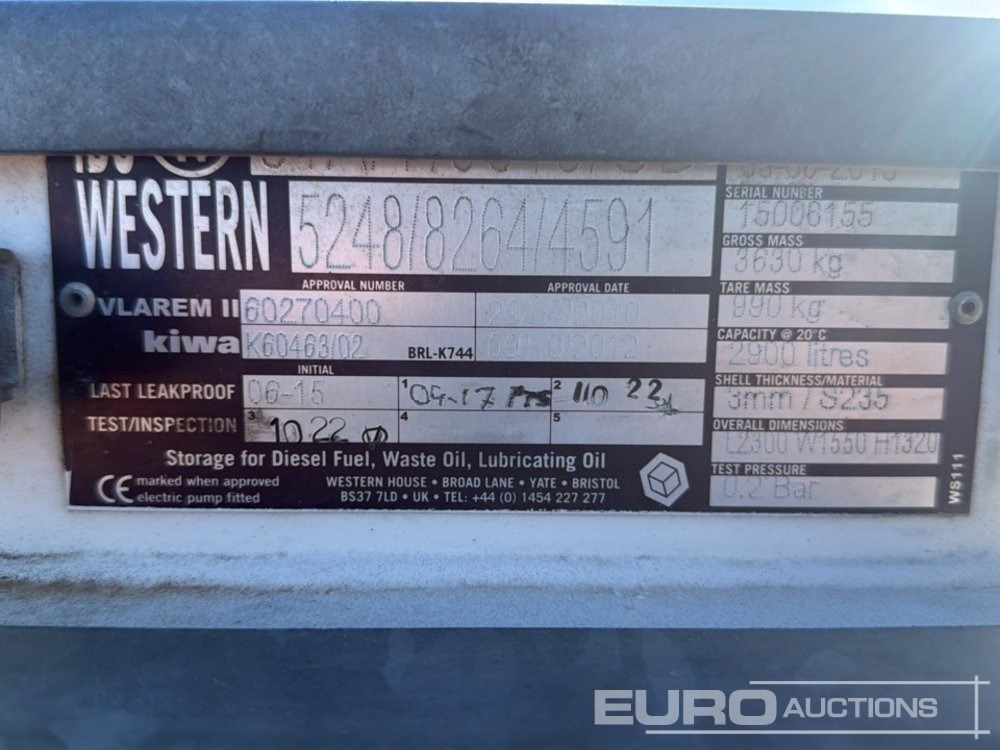 WESTERN 5248/8264/4591
SERIAL NUMBER
15006155
GROSS MASS
3630 kg
TARE MASS
990 kg
CAPACITY @ 20°C
2900 litres
SHELL THICKNESS/MATERIAL
3mm / S235
OVERALL DIMENSIONS
L2300 W1550 H1320
TEST PRESSURE
0.2 Bar
APPROVAL NUMBER APPROVAL DATE
VLAREM II 60270400
kiwa K60463/02 BRL-K744
INITIAL
LAST LEAKPROOF 06-15 1 2
TEST/INSPECTION 3 10 22 4 5
Storage for Diesel Fuel, Waste Oil, Lubricating Oil
CE marked when approved
electric pump fitted
WESTERN HOUSE • BROAD LANE • YATE • BRISTOL
BS37 7LD • UK • TEL: +44 (0) 1454 227 277
WS111
EURO AUCTIONS